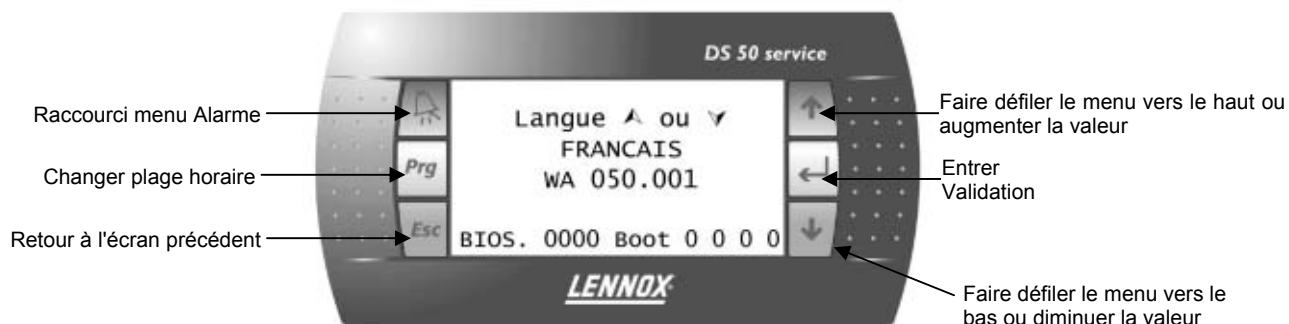 DS 50 service
Raccourci menu Alarme
Changer plage horaire
Retour à l'écran précédent
Prg
Esc
Langue ⮝ ou ⮟
FRANCAIS
WA 050.001
BIOS. 0000 Boot 0 0 0 0
LENNOX
Faire défiler le menu vers le haut ou
augmenter la valeur
Entrer
Validation
Faire défiler le menu vers le
bas ou diminuer la valeur